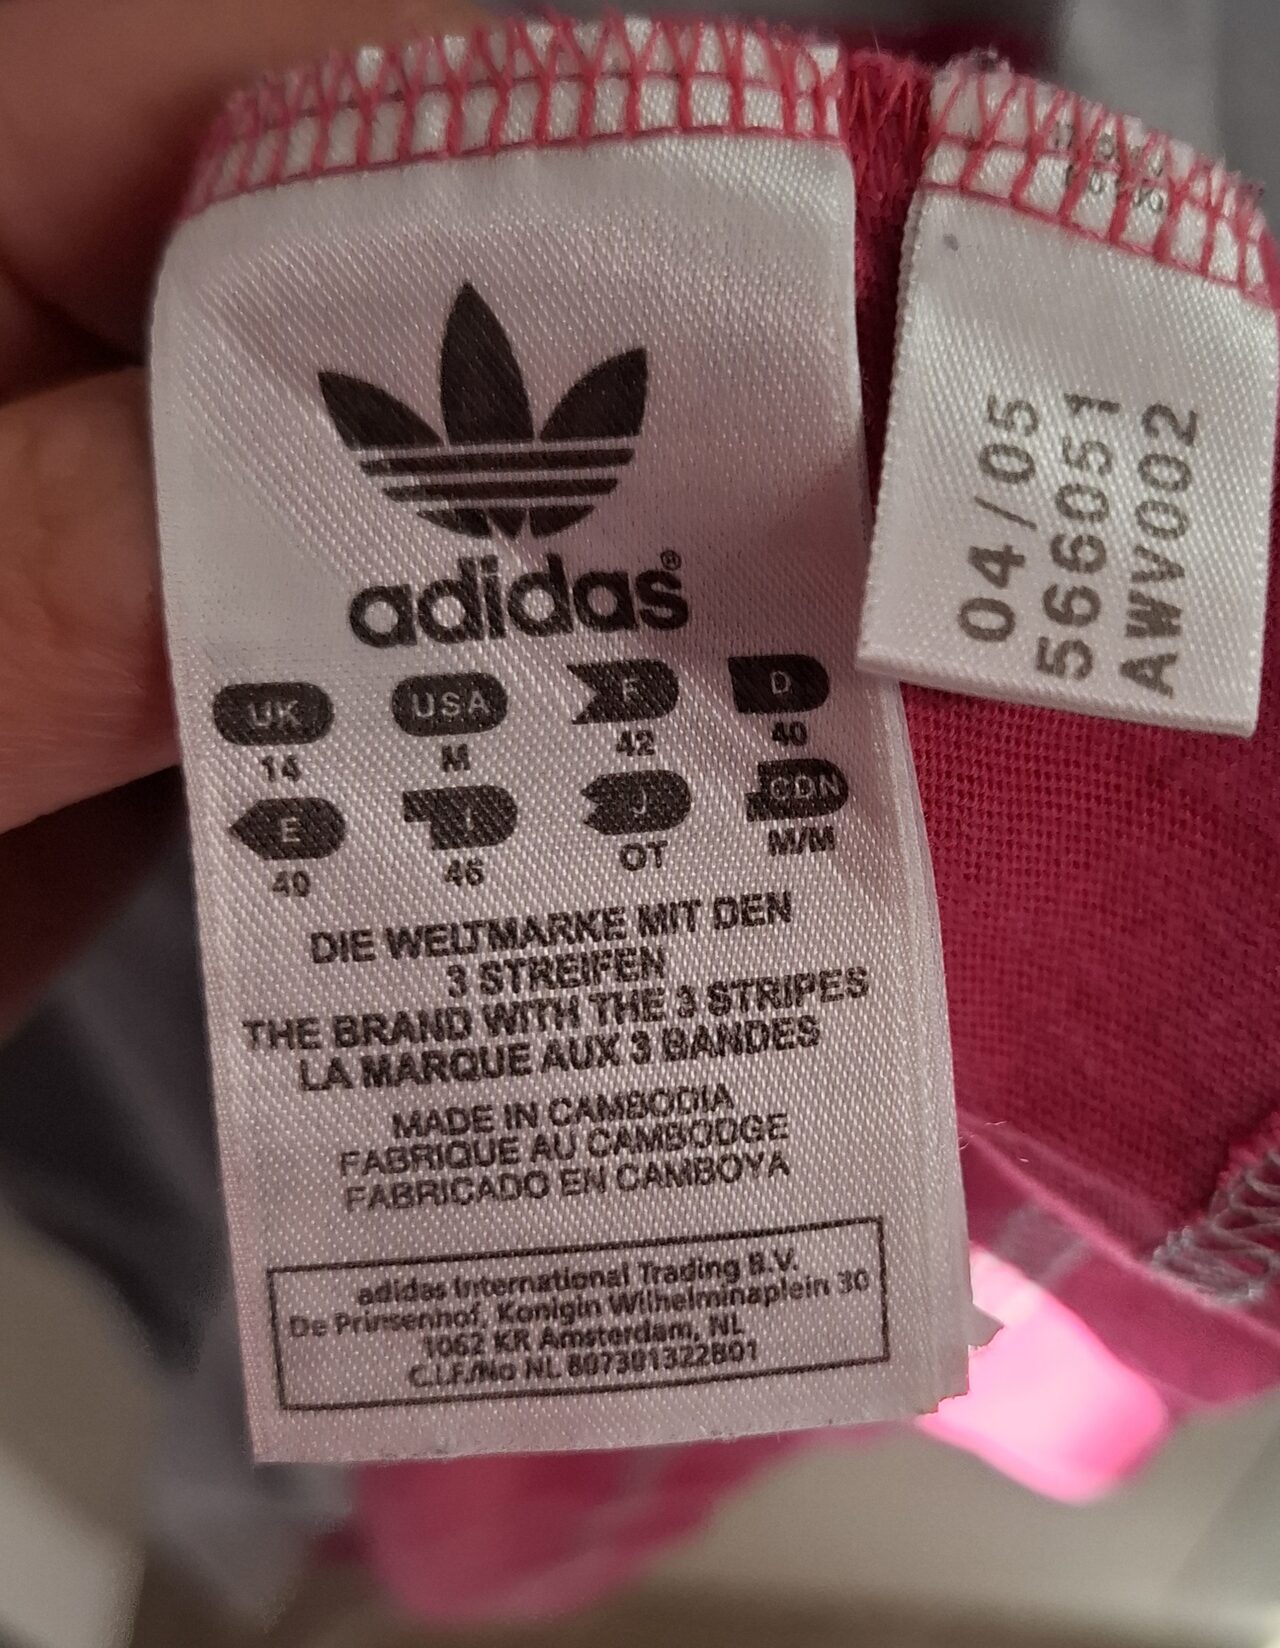 adidas®
UK USA F D
14 M 42 40
E I J CDN
40 46 OT M/M
DIE WELTMARKE MIT DEN
3 STREIFEN
THE BRAND WITH THE 3 STRIPES
LA MARQUE AUX 3 BANDES
MADE IN CAMBODIA
FABRIQUE AU CAMBODGE
FABRICADO EN CAMBOYA
adidas International Trading B.V.
De Prinsenhof, Konigin Wilhelminaplein 30
1062 KR Amsterdam, NL
C.I.F./No NL 807301322B01
04/05
566051
AWV002